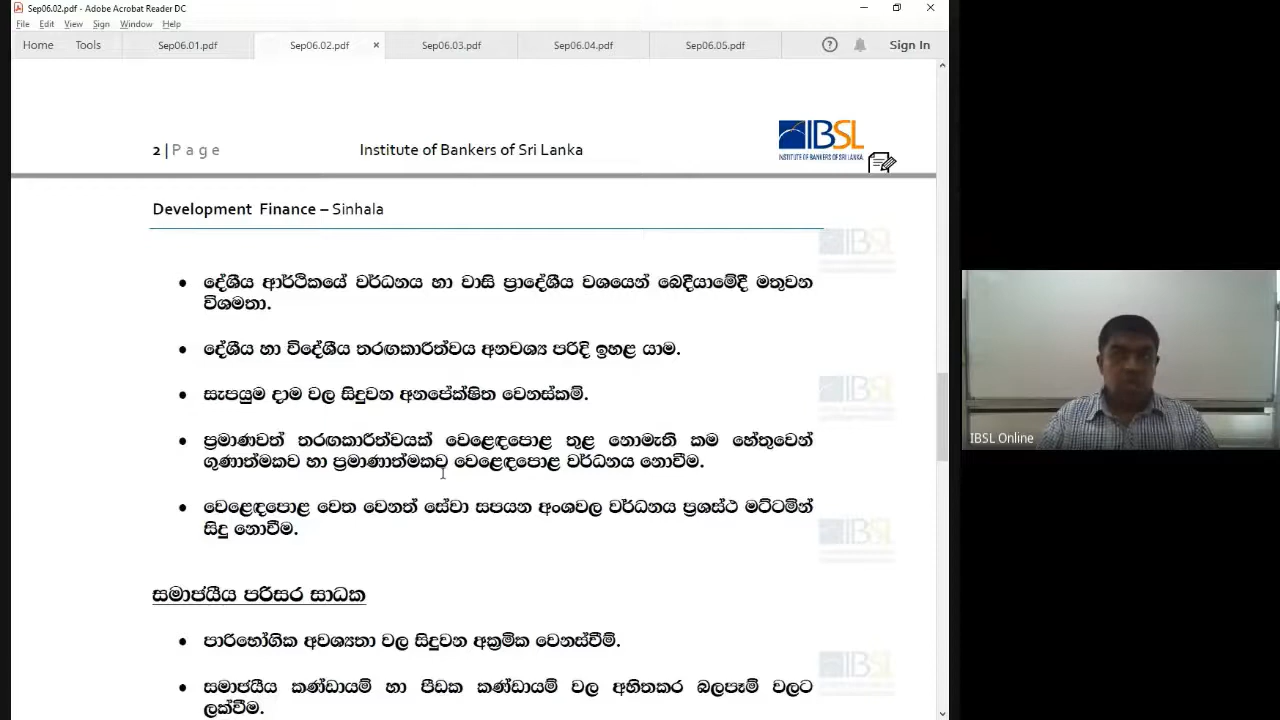 Sep06.02.pdf - Adobe Acrobat Reader DC
File Edit View Sign Window Help
Home Tools Sep06.01.pdf Sep06.02.pdf × Sep06.03.pdf Sep06.04.pdf Sep06.05.pdf Sign In
2 | P a g e Institute of Bankers of Sri Lanka
IBSL
INSTITUTE OF BANKERS OF SRI LANKA
Development Finance – Sinhala
• දේශීය ආර්ථිකයේ වර්ධනය හා වාසි ප්‍රාදේශීය වශයෙන් බෙදීයාමේදී මතුවන
විශමතා.
• දේශීය හා විදේශීය තරඟකාරීත්වය අනවශ්‍ය පරිදි ඉහළ යාම.
• සැපයුම දාම වල සිදුවන අනපේක්ෂිත වෙනස්කම්.
• ප්‍රමාණවත් තරඟකාරීත්වයක් වෙළෙඳපොළ තුළ නොමැති කම හේතුවෙන්
ගුණාත්මකව හා ප්‍රමාණාත්මකව වෙළෙඳපොළ වර්ධනය නොවීම.
• වෙළෙඳපොළ වෙත වෙනත් සේවා සපයන අංශවල වර්ධනය ප්‍රශස්ථ මට්ටමින්
සිදු නොවීම.
සමාජයීය පරිසර සාධක
• පාරිභෝගික අවශ්‍යතා වල සිදුවන අක්‍රමික වෙනස්වීම්.
• සමාජයීය කණ්ඩායම් හා පීඩක කණ්ඩායම් වල අහිතකර බලපෑම් වලට
ලක්වීම.
IBSL Online